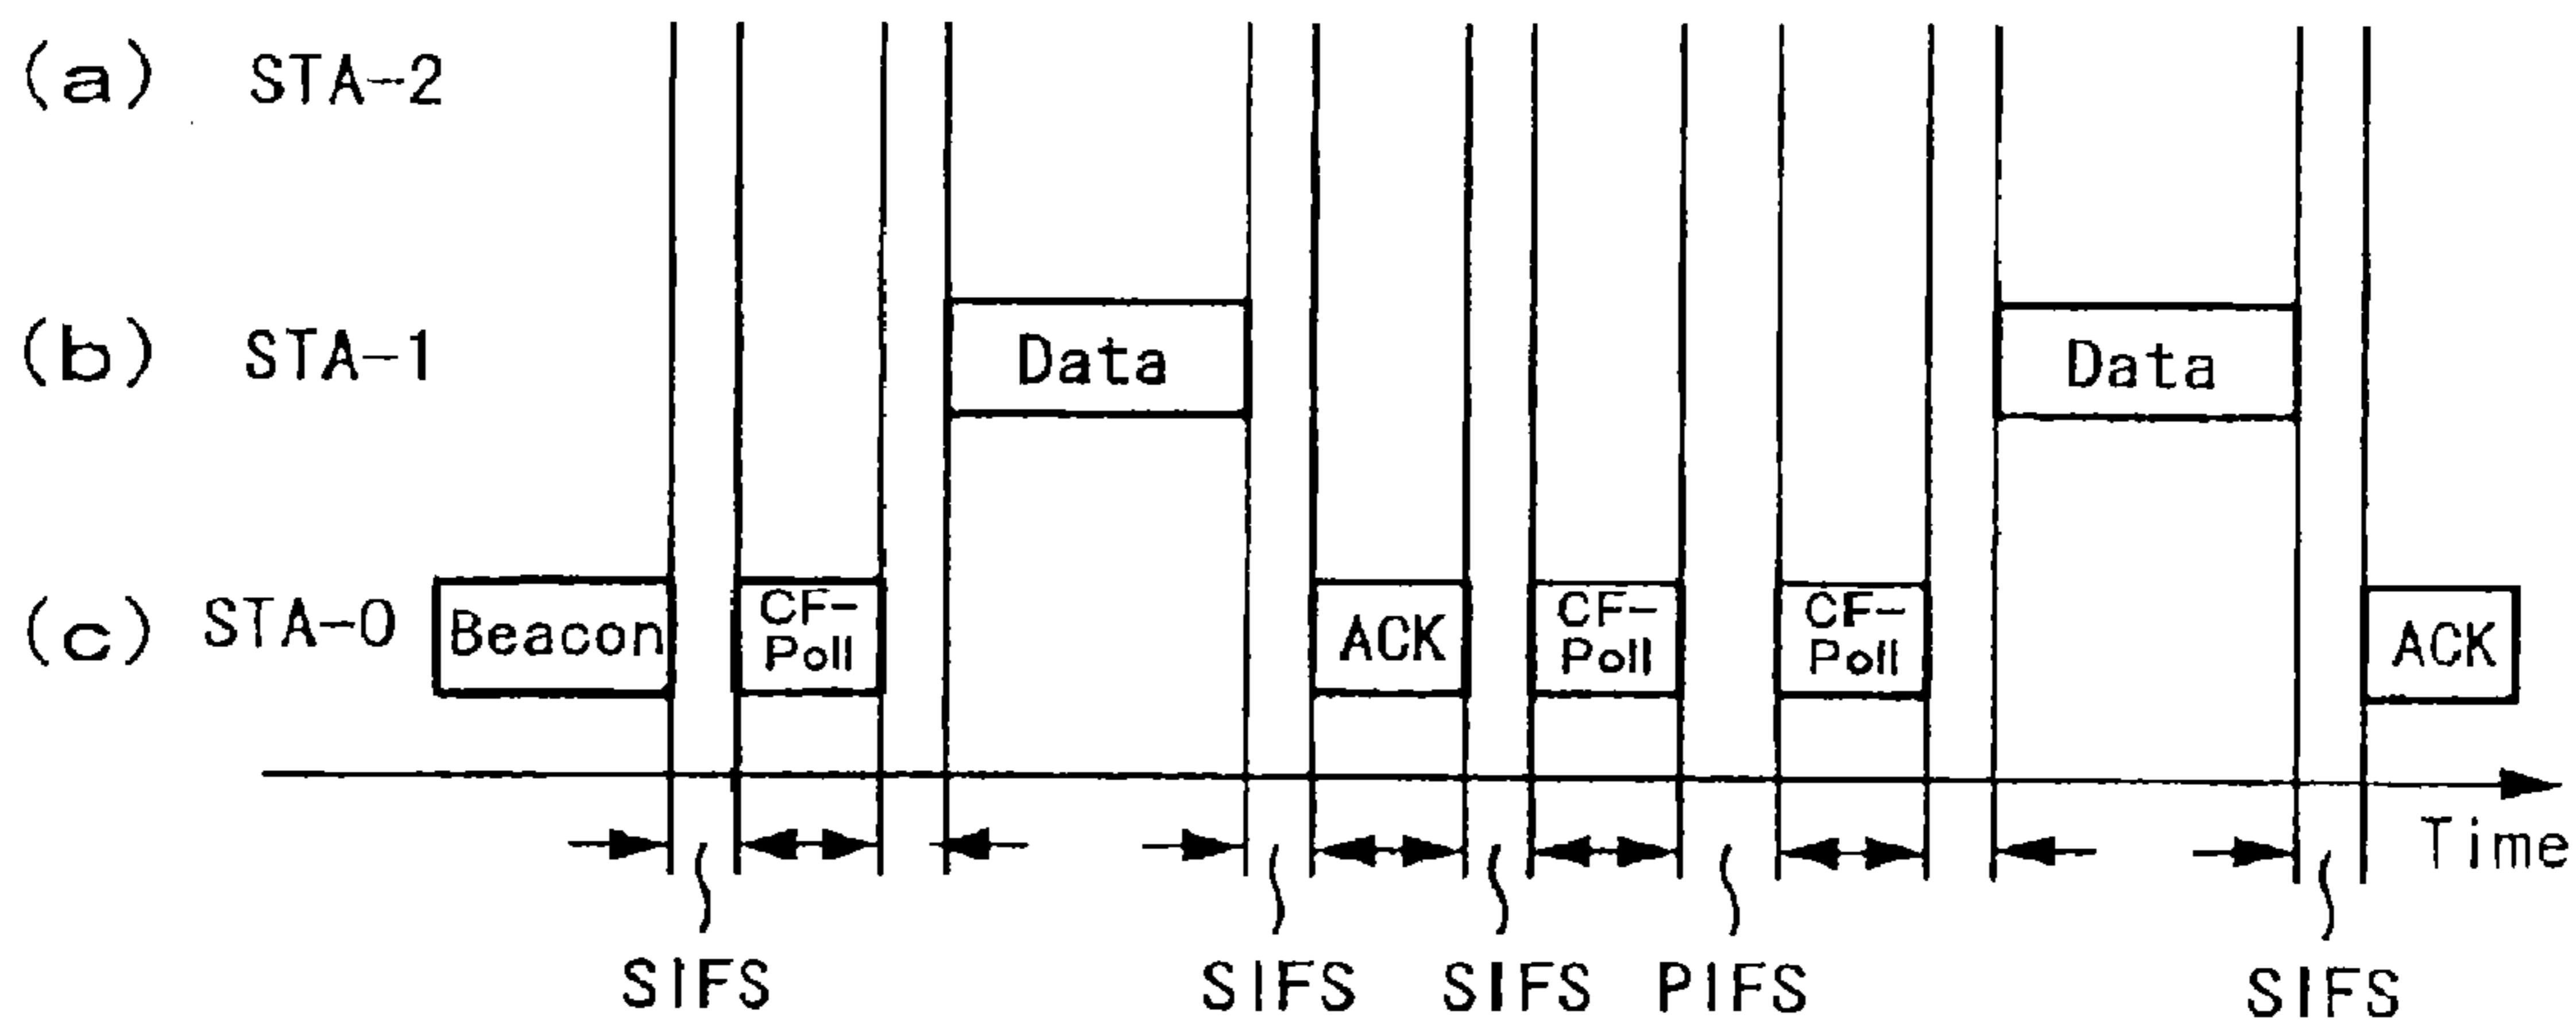 (a) STA-2
(b) STA-1 Data Data
(c) STA-0 Beacon CF-Poll ACK CF-Poll CF-Poll ACK
Time
SIFS SIFS SIFS PIFS SIFS